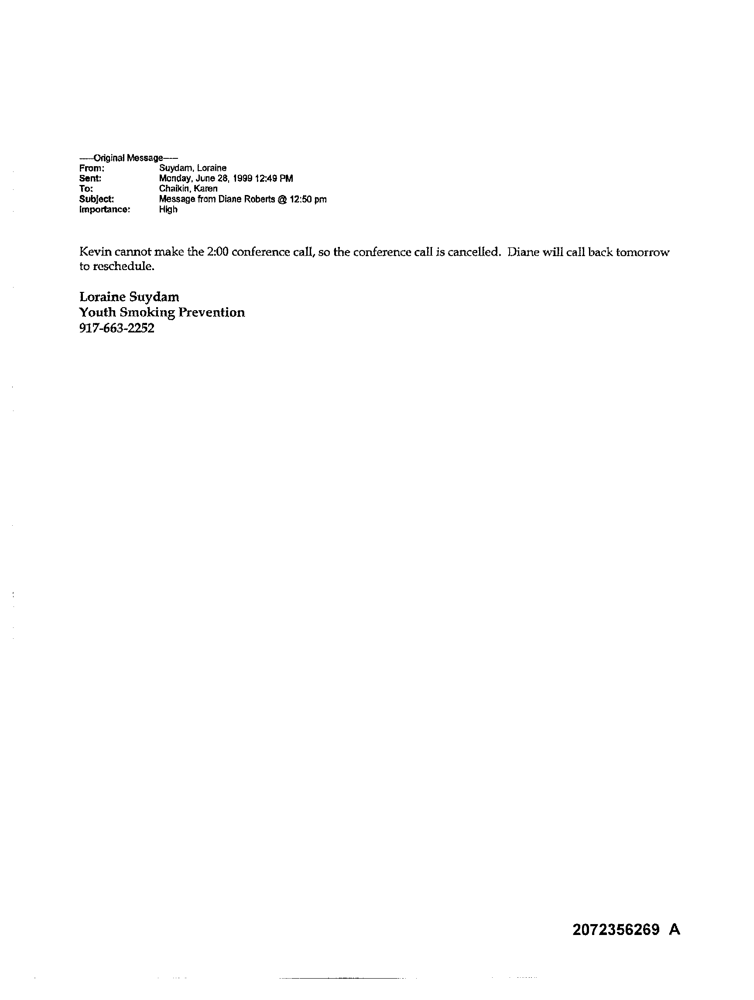 -----Original Message-----
From: Suydam, Loraine
Sent: Monday, June 28, 1999 12:49 PM
To: Chaikin, Karen
Subject: Message from Diane Roberts @ 12:50 pm
Importance: High
Kevin cannot make the 2:00 conference call, so the conference call is cancelled. Diane will call back tomorrow
to reschedule.
Loraine Suydam
Youth Smoking Prevention
917-663-2252
2072356269 A